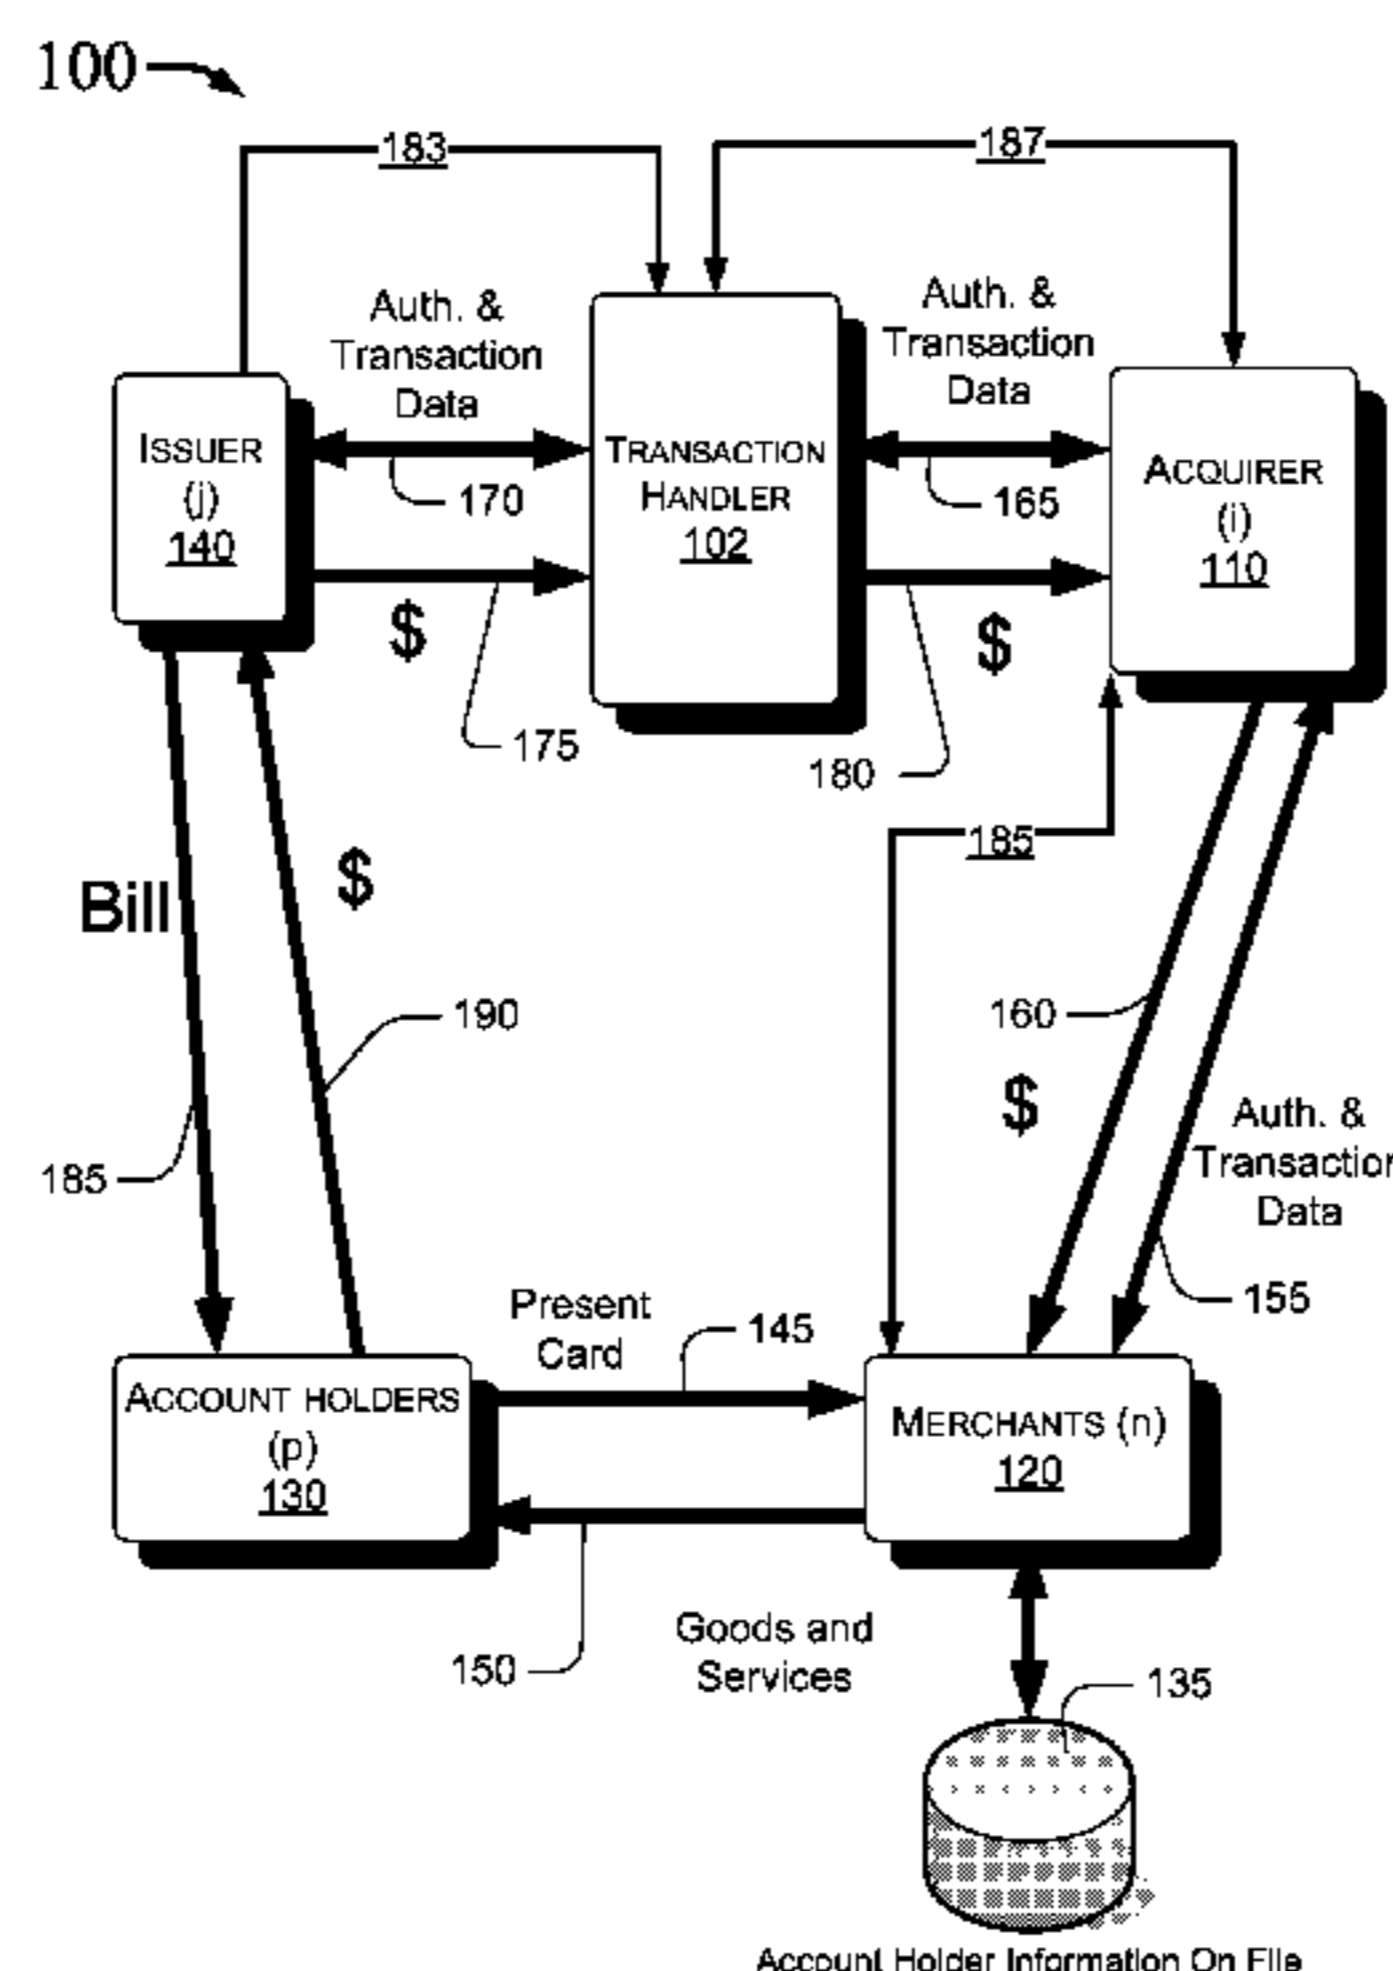 100
183
187
Auth. &
Transaction
Data
Auth. &
Transaction
Data
ISSUER
(j)
140
TRANSACTION
HANDLER
102
ACQUIRER
(i)
110
170
165
$
$
175
180
185
Bill
$
190
160
$
Auth. &
Transaction
Data
185
155
Present
Card
145
ACCOUNT HOLDERS
(p)
130
MERCHANTS (n)
120
150
Goods and
Services
135
Account Holder Information On File